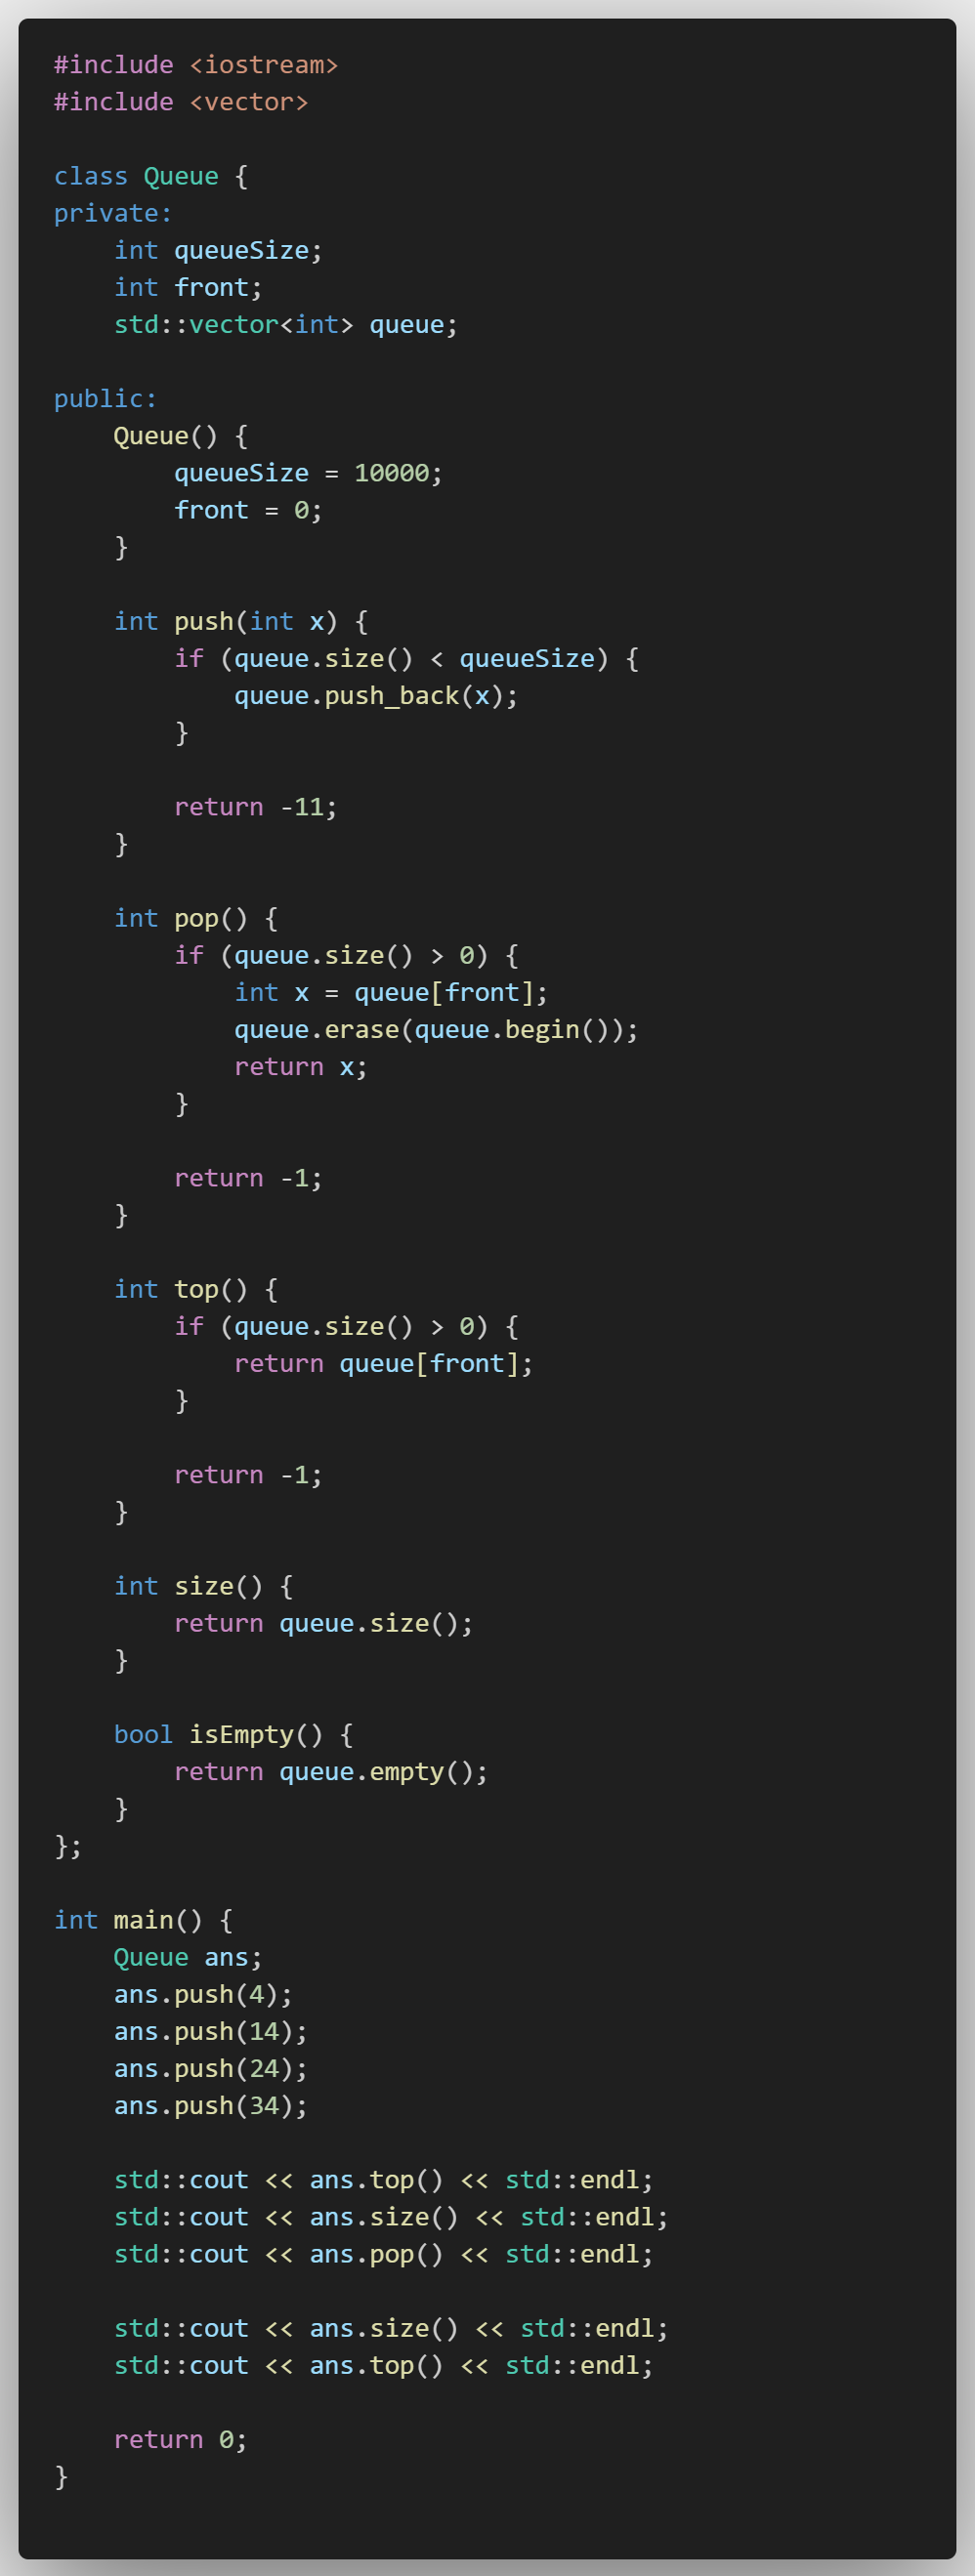 #include <iostream>
#include <vector>

class Queue {
private:
    int queueSize;
    int front;
    std::vector<int> queue;

public:
    Queue() {
        queueSize = 10000;
        front = 0;
    }

    int push(int x) {
        if (queue.size() < queueSize) {
            queue.push_back(x);
        }

        return -11;
    }

    int pop() {
        if (queue.size() > 0) {
            int x = queue[front];
            queue.erase(queue.begin());
            return x;
        }

        return -1;
    }

    int top() {
        if (queue.size() > 0) {
            return queue[front];
        }

        return -1;
    }

    int size() {
        return queue.size();
    }

    bool isEmpty() {
        return queue.empty();
    }
};

int main() {
    Queue ans;
    ans.push(4);
    ans.push(14);
    ans.push(24);
    ans.push(34);

    std::cout << ans.top() << std::endl;
    std::cout << ans.size() << std::endl;
    std::cout << ans.pop() << std::endl;

    std::cout << ans.size() << std::endl;
    std::cout << ans.top() << std::endl;

    return 0;
}